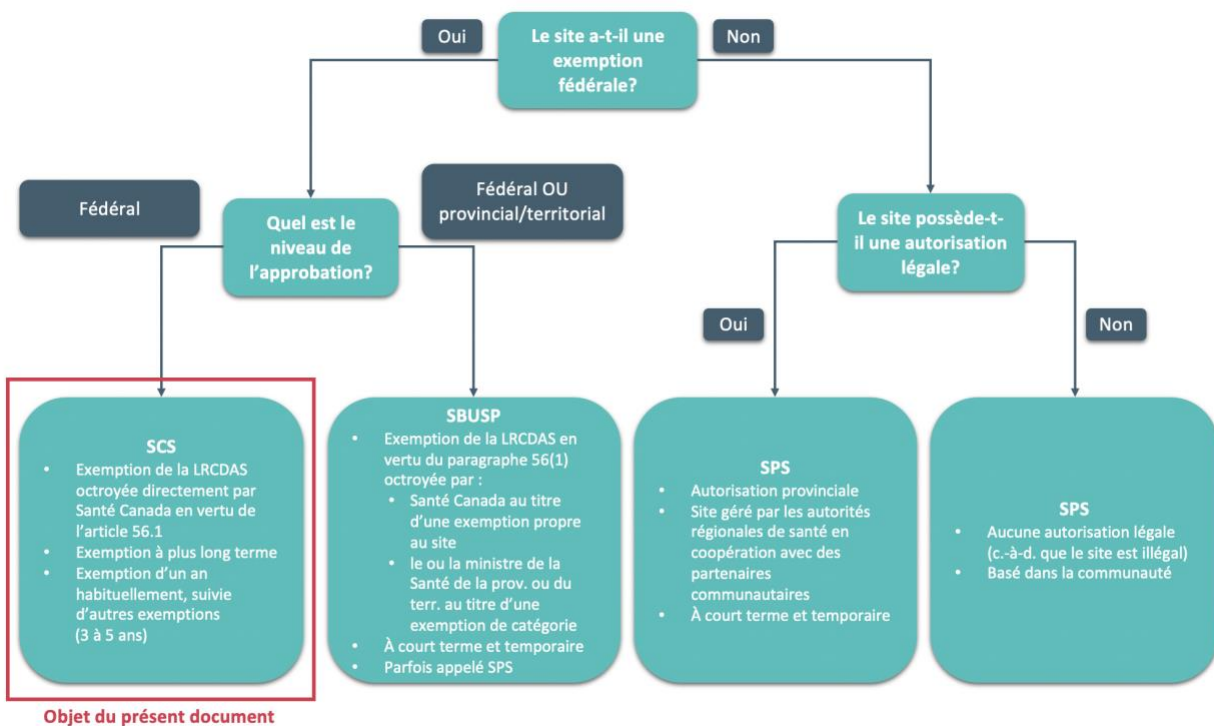 Oui
Le site a-t-il une
exemption
fédérale?
Non
Fédéral
Quel est le
niveau de
l’approbation?
Fédéral OU
provincial/territorial
Le site possède-t-
il une autorisation
légale?
Oui
Non
SCS
• Exemption de la LRCDAS
octroyée directement par
Santé Canada en vertu de
l’article 56.1
• Exemption à plus long terme
• Exemption d’un an
habituellement, suivie
d’autres exemptions
(3 à 5 ans)
SBUSP
• Exemption de la LRCDAS en
vertu du paragraphe 56(1)
octroyée par :
• Santé Canada au titre
d’une exemption propre
au site
• le ou la ministre de la
Santé de la prov. ou du
terr. au titre d’une
exemption de catégorie
• À court terme et temporaire
• Parfois appelé SPS
SPS
• Autorisation provinciale
• Site géré par les autorités
régionales de santé en
coopération avec des
partenaires
communautaires
• À court terme et temporaire
SPS
• Aucune autorisation légale
(c.-à-d. que le site est illégal)
• Basé dans la communauté
Objet du présent document